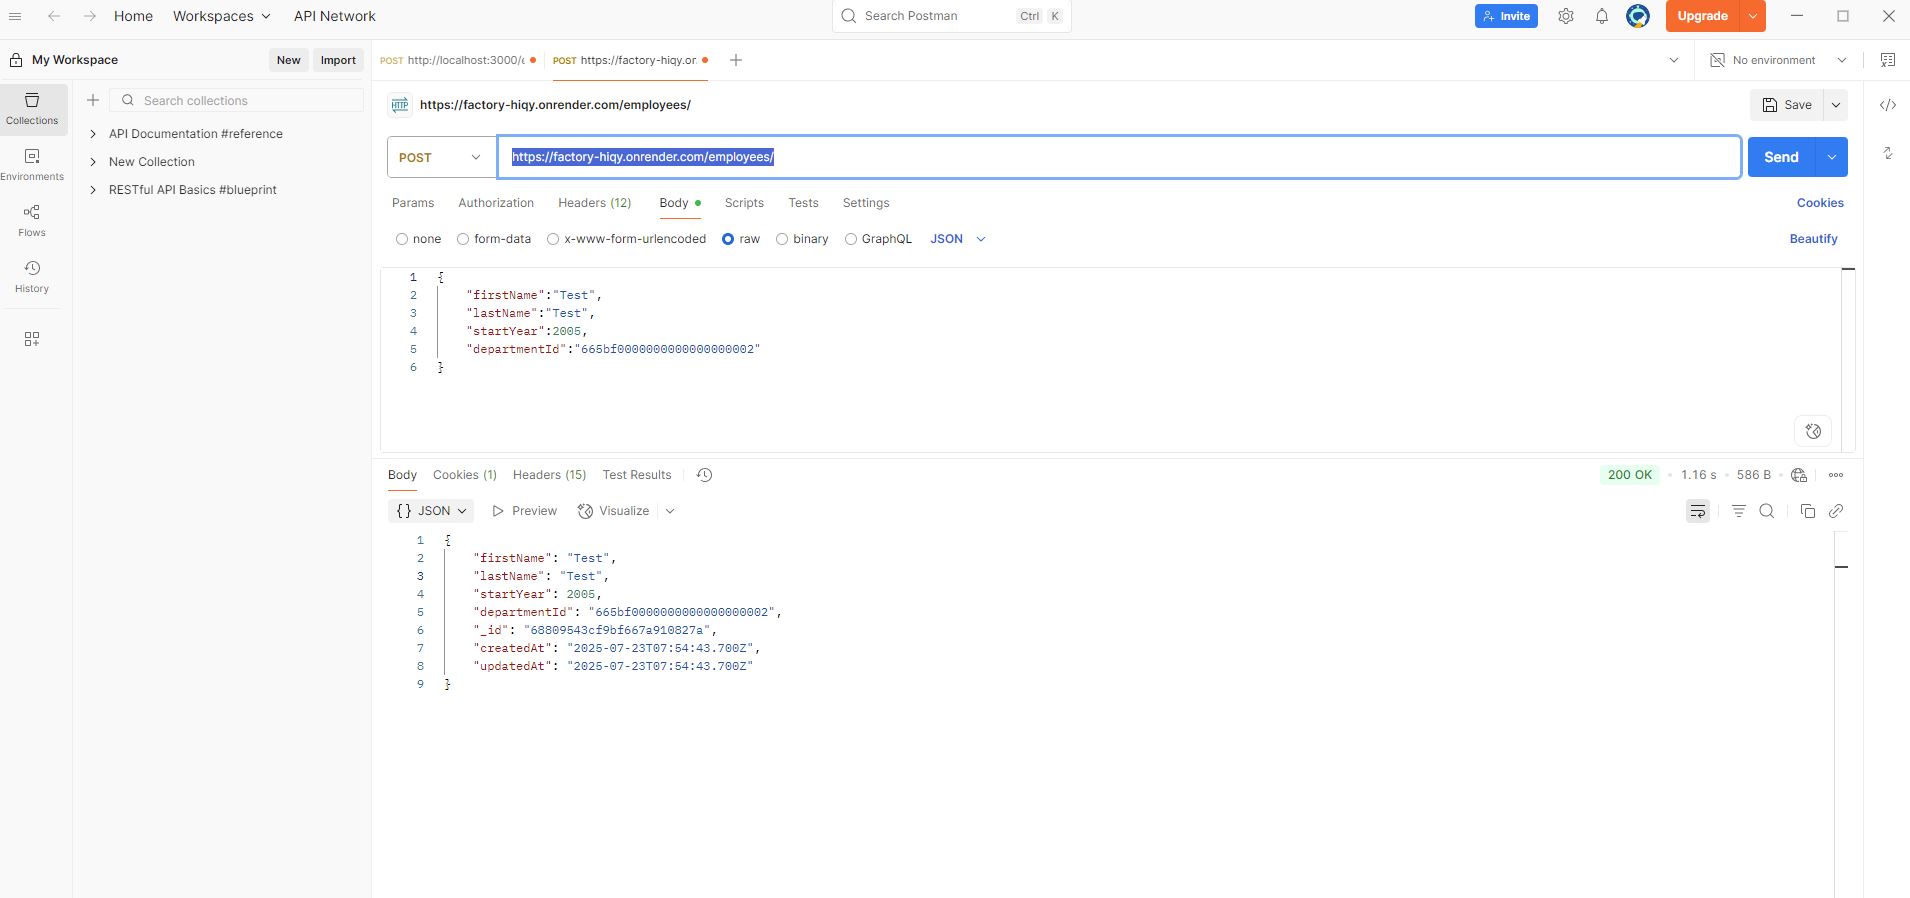 Home Workspaces API Network Search Postman Ctrl K Invite Upgrade
My Workspace New Import POST http://localhost:3000/e POST https://factory-hiqy.or No environment
Collections
Environments
Flows
History
Search collections
API Documentation #reference
New Collection
RESTful API Basics #blueprint
HTTP https://factory-hiqy.onrender.com/employees/ Save
POST https://factory-hiqy.onrender.com/employees/ Send
Params Authorization Headers (12) Body Scripts Tests Settings Cookies
none form-data x-www-form-urlencoded raw binary GraphQL JSON Beautify
1 {
2 "firstName":"Test",
3 "lastName":"Test",
4 "startYear":2005,
5 "departmentId":"665bf0000000000000000002"
6 }
Body Cookies (1) Headers (15) Test Results 200 OK • 1.16 s • 586 B •
{} JSON Preview Visualize
1 {
2 "firstName": "Test",
3 "lastName": "Test",
4 "startYear": 2005,
5 "departmentId": "665bf0000000000000000002",
6 "_id": "68809543cf9bf667a910827a",
7 "createdAt": "2025-07-23T07:54:43.700Z",
8 "updatedAt": "2025-07-23T07:54:43.700Z"
9 }